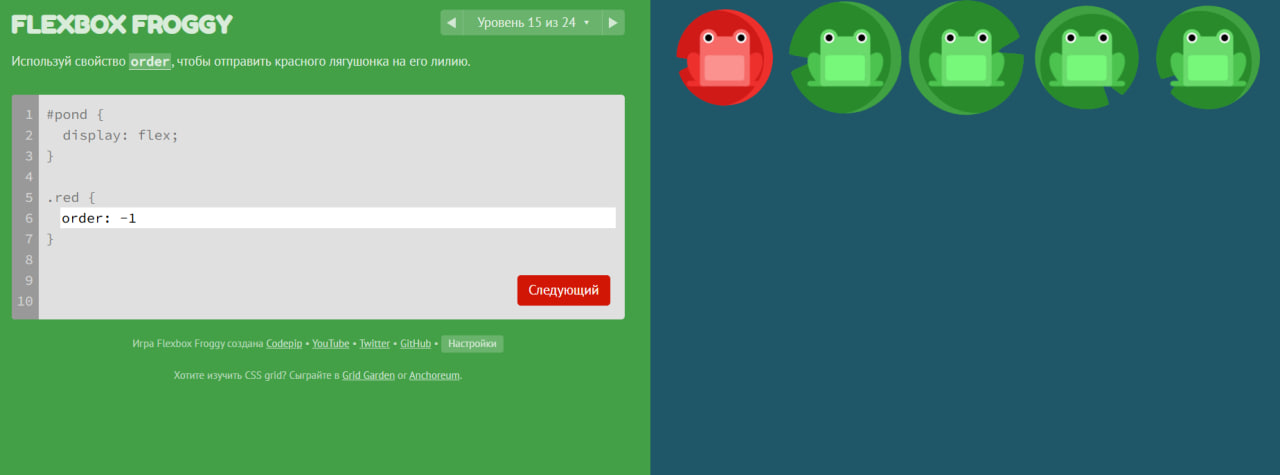 FLEXBOX FROGGY
Уровень 15 из 24
Используй свойство order, чтобы отправить красного лягушонка на его лилию.
1 #pond {
2 display: flex;
3 }
4
5 .red {
6 order: -1
7 }
8
9
10
Следующий
Игра Flexbox Froggy создана Codepip • YouTube • Twitter • GitHub • Настройки
Хотите изучить CSS grid? Сыграйте в Grid Garden or Anchoreum.